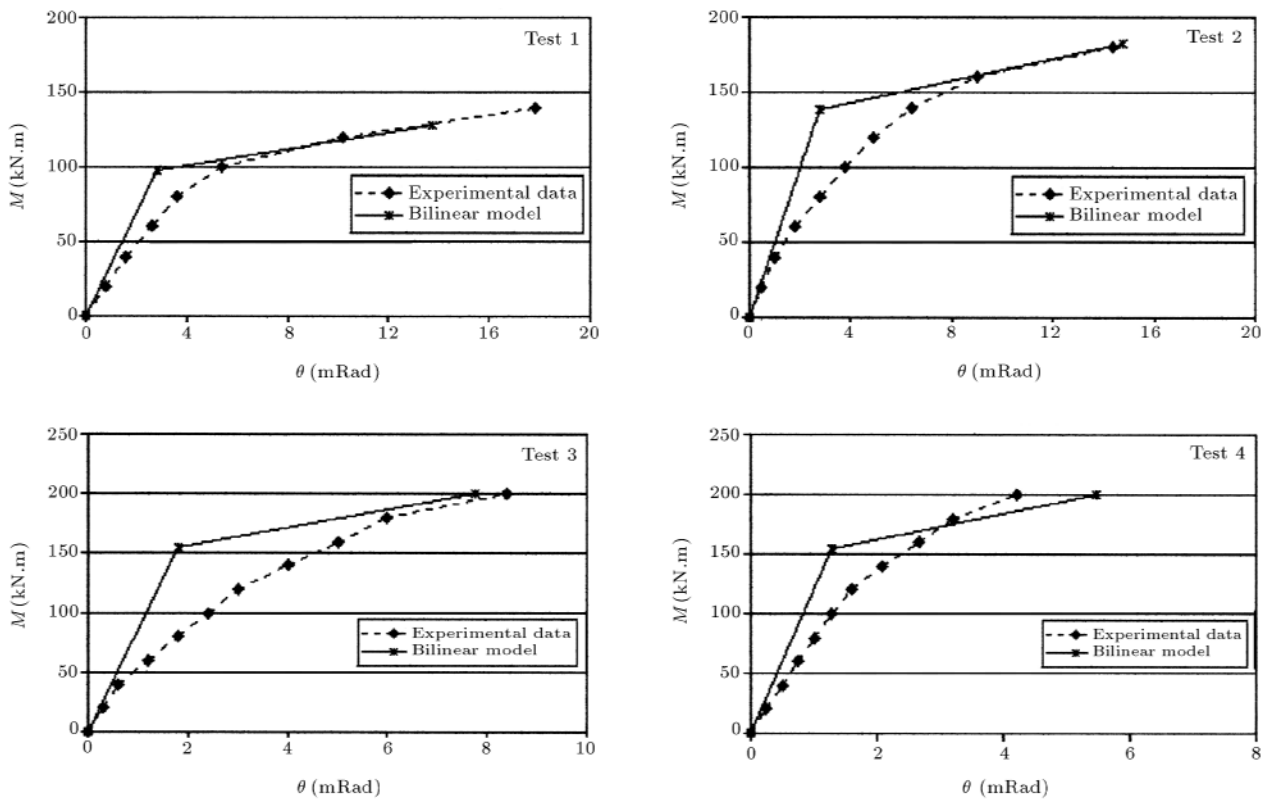 Test 1
200
150
100
50
0
M (kN.m)
Experimental data
Bilinear model
0 4 8 12 16 20
θ (mRad)
Test 2
200
150
100
50
0
M (kN.m)
Experimental data
Bilinear model
0 4 8 12 16 20
θ (mRad)
Test 3
250
200
150
100
50
0
M (kN.m)
Experimental data
Bilinear model
0 2 4 6 8 10
θ (mRad)
Test 4
250
200
150
100
50
0
M (kN.m)
Experimental data
Bilinear model
0 2 4 6 8
θ (mRad)